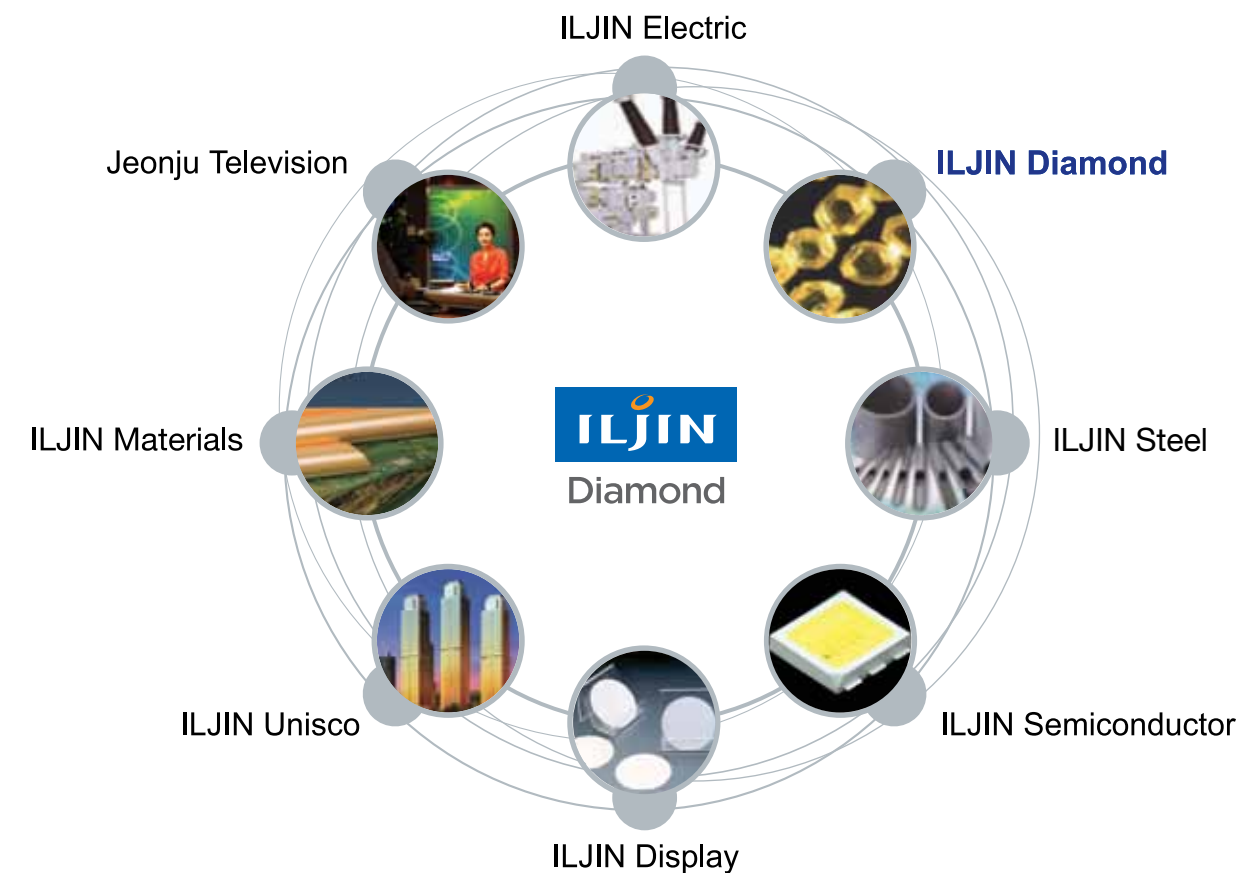 ILJIN Electric
Jeonju Television
ILJIN Diamond
ILJIN Materials
ILJIN
Diamond
ILJIN Steel
ILJIN Unisco
ILJIN Semiconductor
ILJIN Display